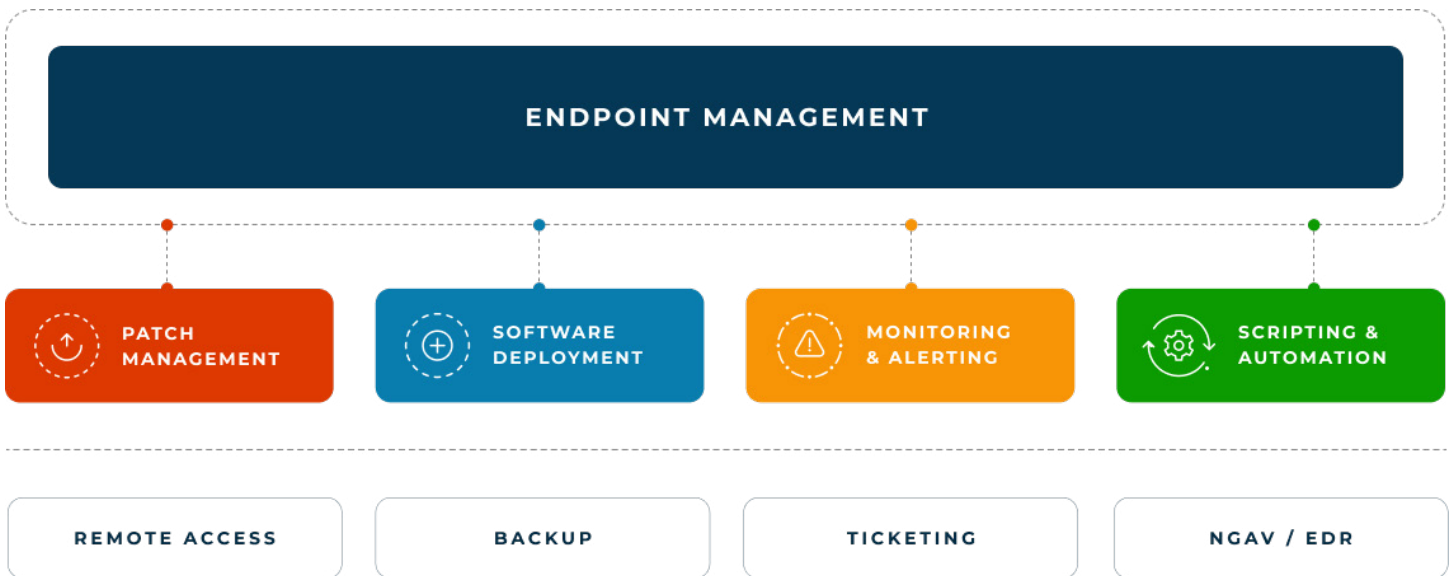 ENDPOINT MANAGEMENT
PATCH
MANAGEMENT
SOFTWARE
DEPLOYMENT
MONITORING
& ALERTING
SCRIPTING &
AUTOMATION
REMOTE ACCESS
BACKUP
TICKETING
NGAV / EDR